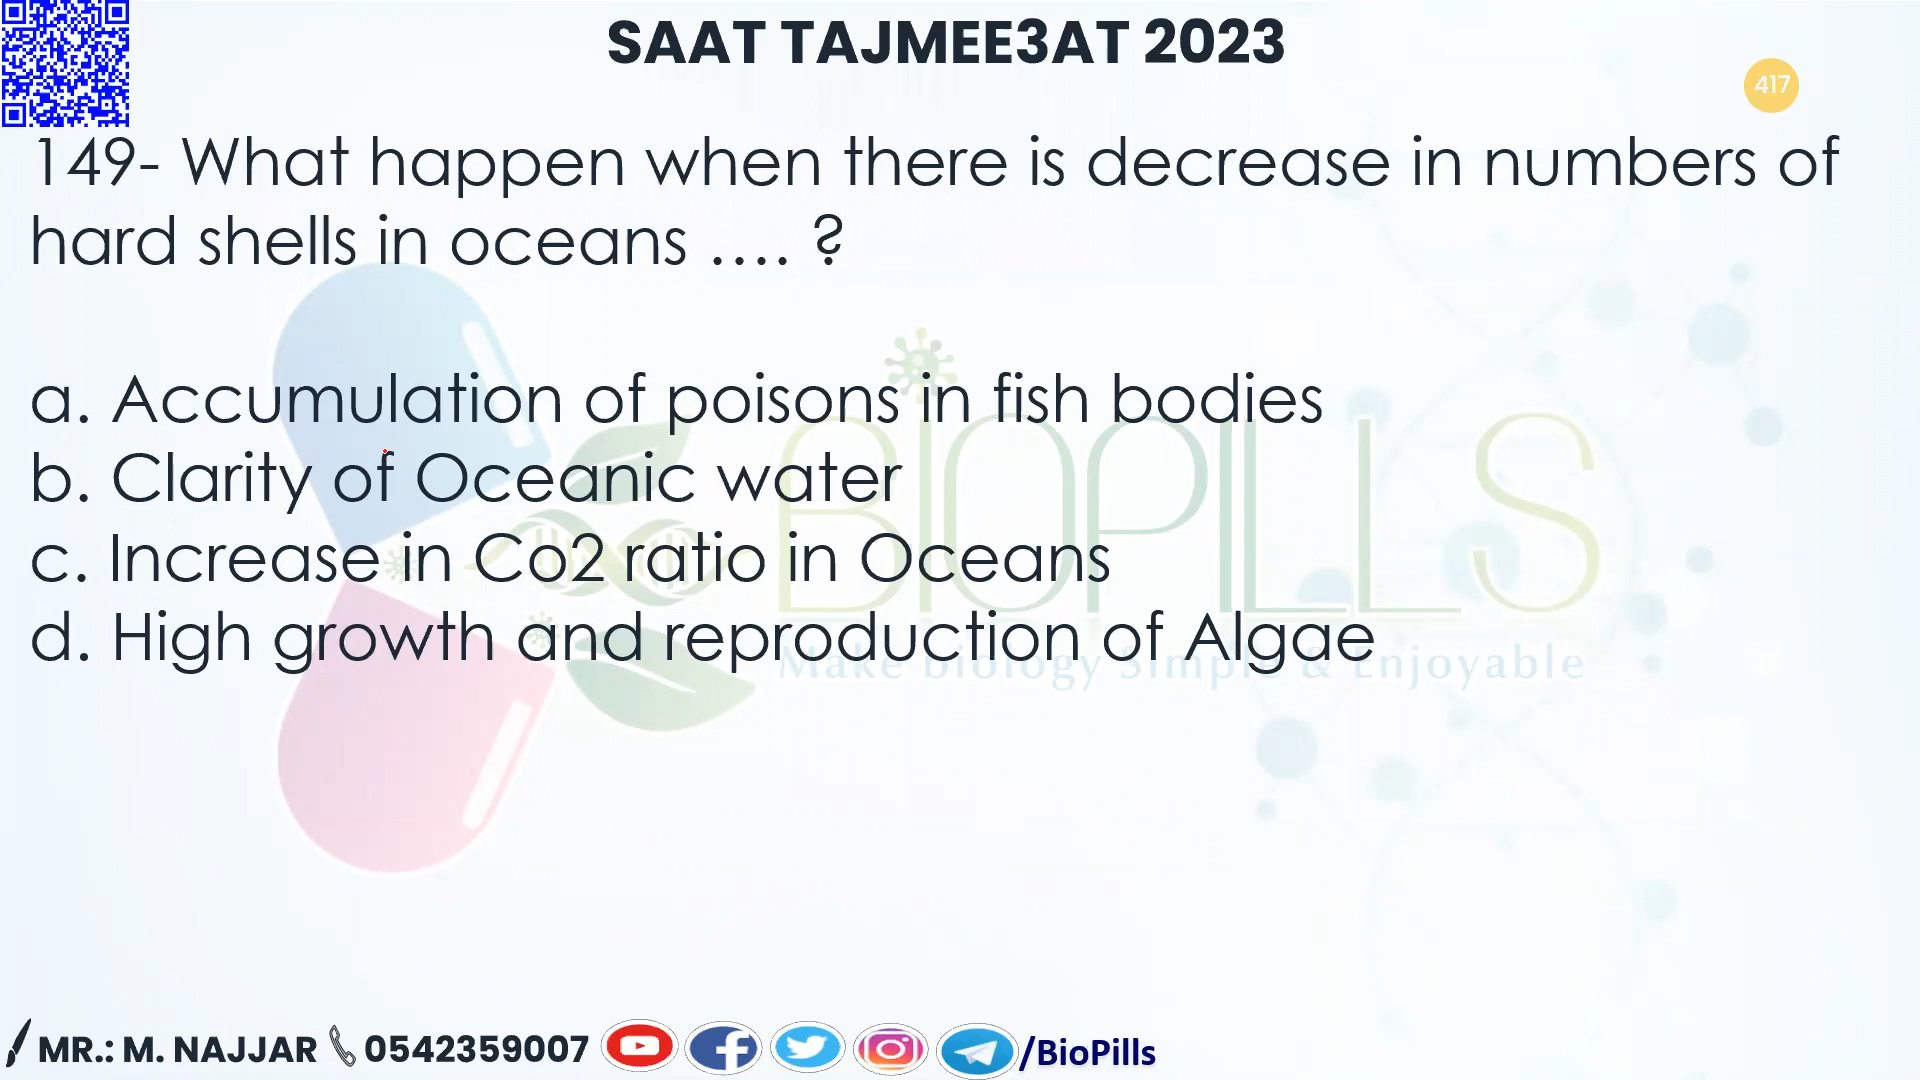 SAAT TAJMEE3AT 2023
417
149- What happen when there is decrease in numbers of
hard shells in oceans .... ?
a. Accumulation of poisons in fish bodies
b. Clarity of Oceanic water
c. Increase in Co2 ratio in Oceans
d. High growth and reproduction of Algae
BIOPILLS
Make biology Simple & Enjoyable
MR.: M. NAJJAR 0542359007 /BioPills